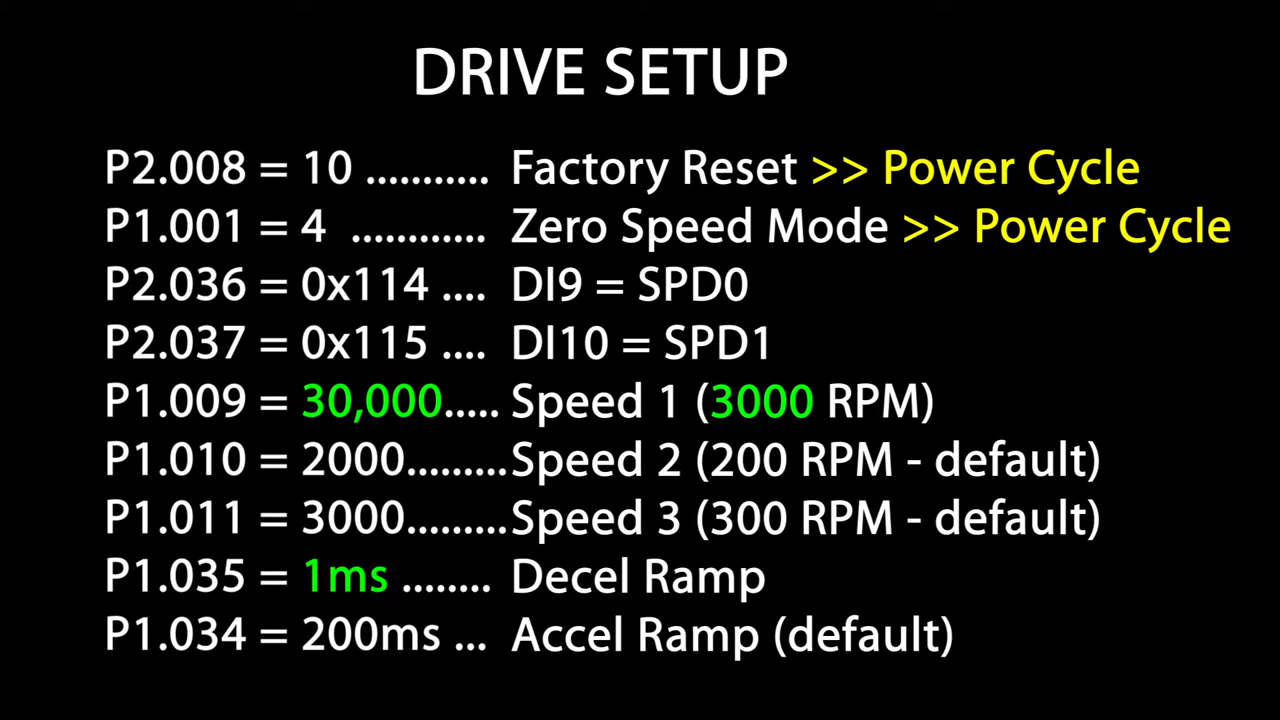 DRIVE SETUP
P2.008 = 10 ........... Factory Reset >> Power Cycle
P1.001 = 4 ............ Zero Speed Mode >> Power Cycle
P2.036 = 0x114 .... DI9 = SPD0
P2.037 = 0x115 .... DI10 = SPD1
P1.009 = 30,000..... Speed 1 (3000 RPM)
P1.010 = 2000.........Speed 2 (200 RPM - default)
P1.011 = 3000.........Speed 3 (300 RPM - default)
P1.035 = 1ms ........ Decel Ramp
P1.034 = 200ms ... Accel Ramp (default)